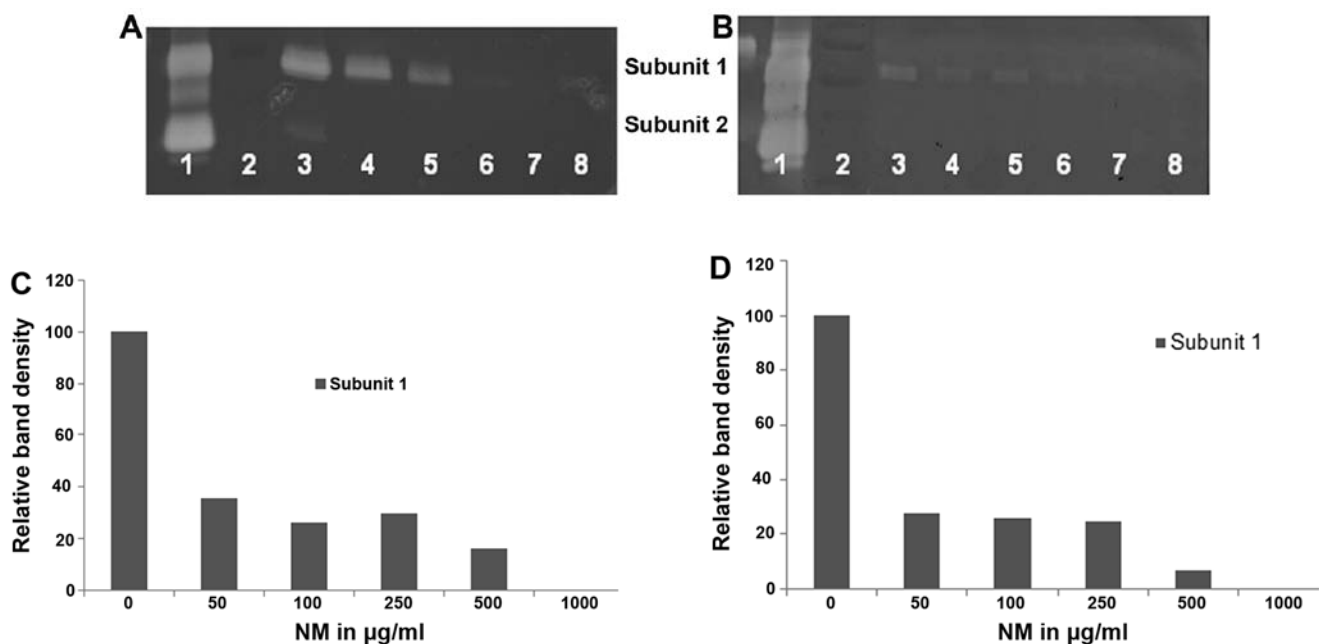 A
1 2 3 4 5 6 7 8
Subunit 1
Subunit 2
B
1 2 3 4 5 6 7 8
C
Relative band density
120
100
80
60
40
20
0
Subunit 1
0 50 100 250 500 1000
NM in µg/ml
D
Relative band density
120
100
80
60
40
20
0
Subunit 1
0 50 100 250 500 1000
NM in µg/ml